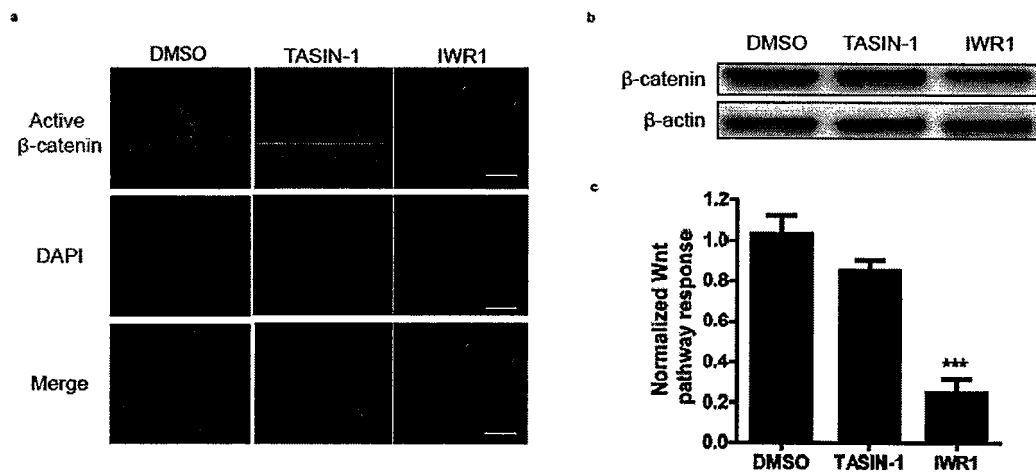 a
DMSO TASIN-1 IWR1
Active
β-catenin
DAPI
Merge
b
DMSO TASIN-1 IWR1
β-catenin
β-actin
c
Normalized Wnt
pathway response
1.2
1.0
0.8
0.6
0.4
0.2
0.0
***
DMSO TASIN-1 IWR1